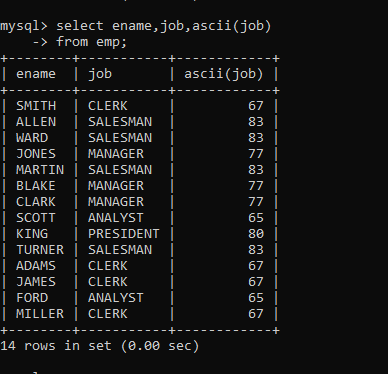 mysql> select ename,job,ascii(job)
    -> from emp;
+--------+-----------+------------+
| ename  | job       | ascii(job) |
+--------+-----------+------------+
| SMITH  | CLERK     |         67 |
| ALLEN  | SALESMAN  |         83 |
| WARD   | SALESMAN  |         83 |
| JONES  | MANAGER   |         77 |
| MARTIN | SALESMAN  |         83 |
| BLAKE  | MANAGER   |         77 |
| CLARK  | MANAGER   |         77 |
| SCOTT  | ANALYST   |         65 |
| KING   | PRESIDENT |         80 |
| TURNER | SALESMAN  |         83 |
| ADAMS  | CLERK     |         67 |
| JAMES  | CLERK     |         67 |
| FORD   | ANALYST   |         65 |
| MILLER | CLERK     |         67 |
+--------+-----------+------------+
14 rows in set (0.00 sec)